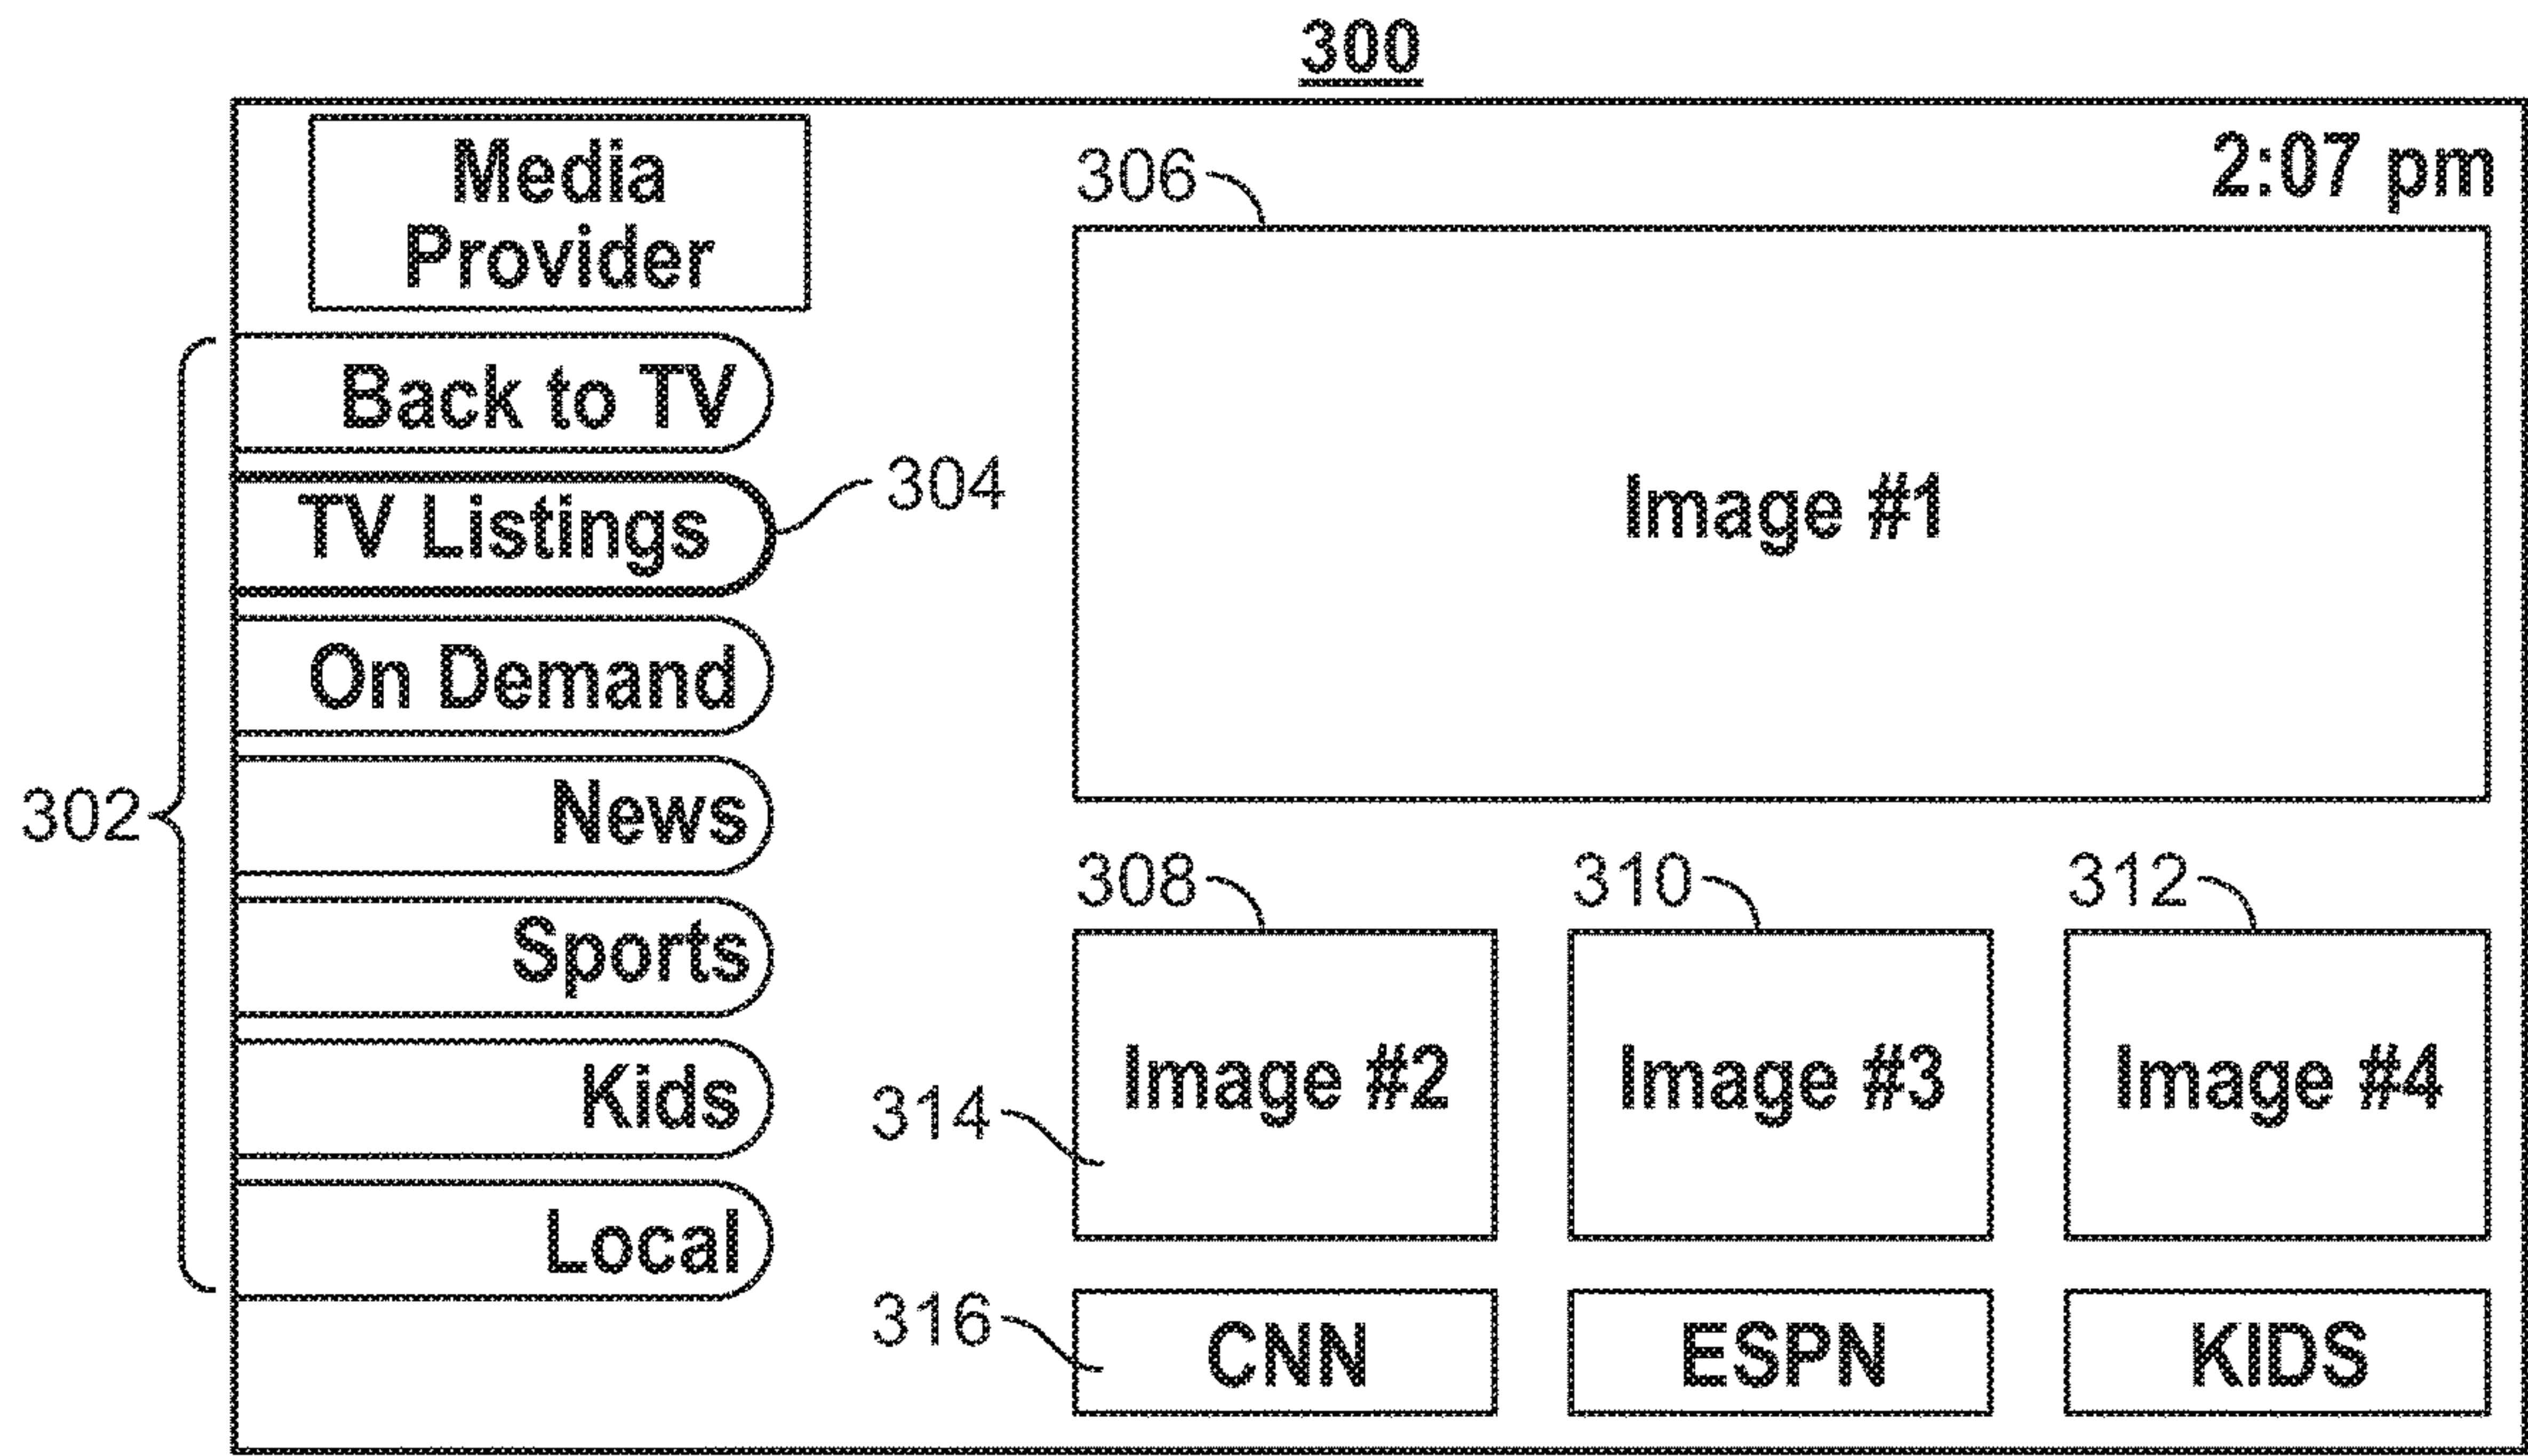 300
Media
Provider
2:07 pm
306
Back to TV
TV Listings
304
Image #1
On Demand
News
302
Sports
Kids
Local
308
310
312
Image #2
Image #3
Image #4
314
316
CNN
ESPN
KIDS